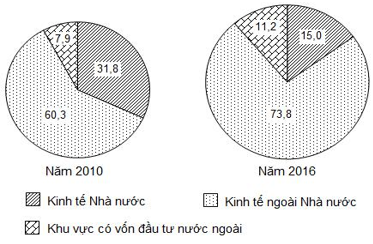 7,9
31,8
60,3
11,2
15,0
73,8
Năm 2010
Năm 2016
Kinh tế Nhà nước
Kinh tế ngoài Nhà nước
Khu vực có vốn đầu tư nước ngoài